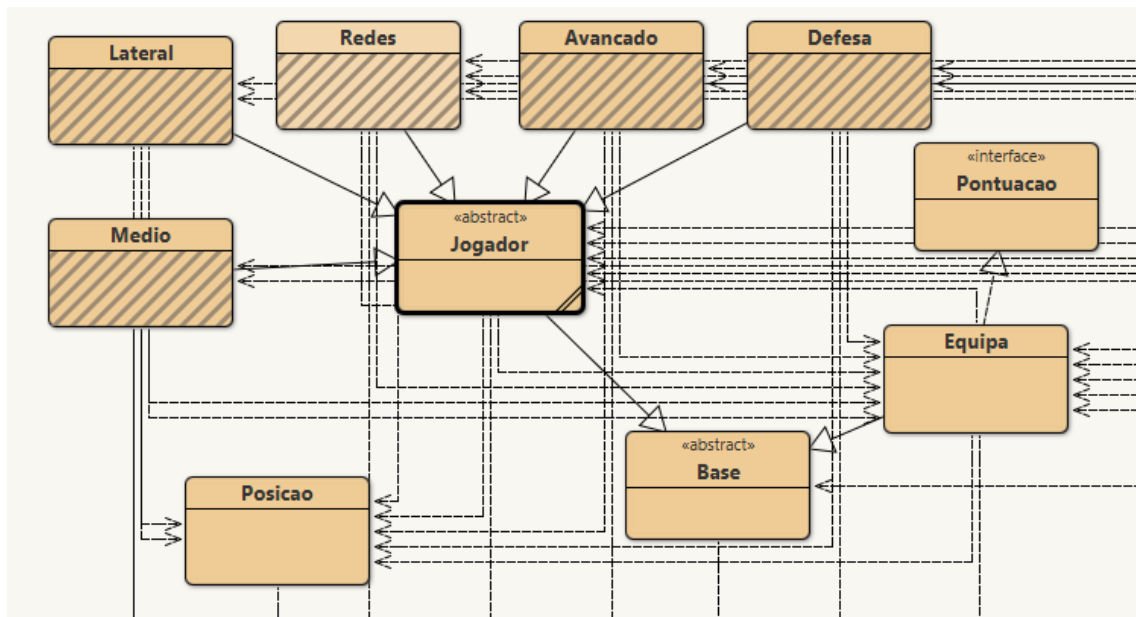 Lateral
Redes
Avancado
Defesa
«interface»
Pontuacao
«abstract»
Jogador
Medio
Equipa
«abstract»
Base
Posicao